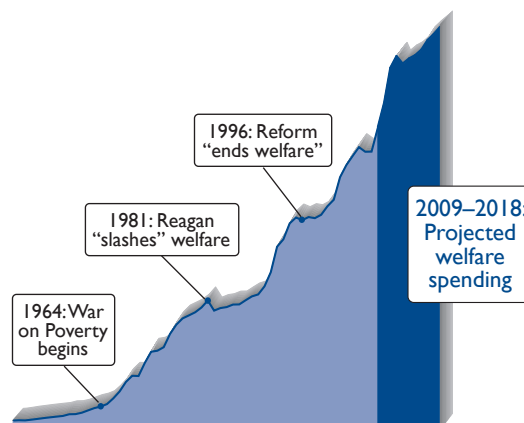 1996: Reform
“ends welfare”
1981: Reagan
“slashes” welfare
1964: War
on Poverty
begins
2009–2018:
Projected
welfare
spending